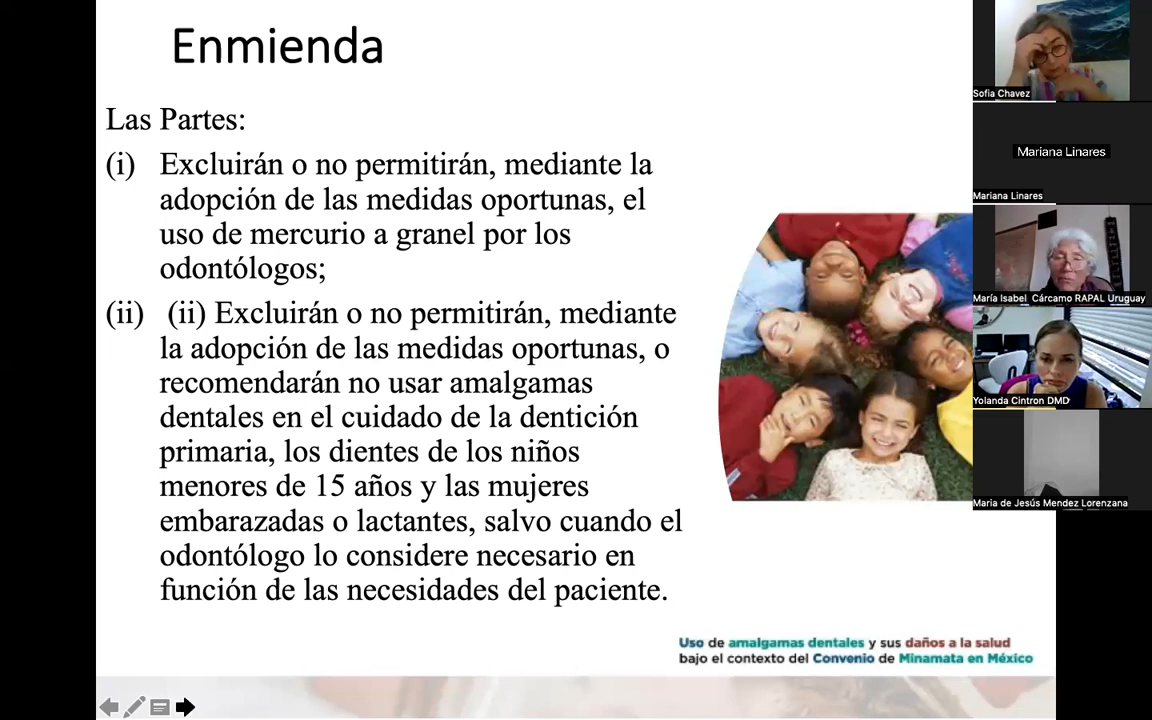 Enmienda
Las Partes:
(i) Excluirán o no permitirán, mediante la
adopción de las medidas oportunas, el
uso de mercurio a granel por los
odontólogos;
(ii) (ii) Excluirán o no permitirán, mediante
la adopción de las medidas oportunas, o
recomendarán no usar amalgamas
dentales en el cuidado de la dentición
primaria, los dientes de los niños
menores de 15 años y las mujeres
embarazadas o lactantes, salvo cuando el
odontólogo lo considere necesario en
función de las necesidades del paciente.
Uso de amalgamas dentales y sus daños a la salud
bajo el contexto del Convenio de Minamata en México
Sofia Chavez
Mariana Linares
Mariana Linares
María Isabel Cárcamo RAPAL Uruguay
Yolanda Cintron DMD
Maria de Jesús Mendez Lorenzana